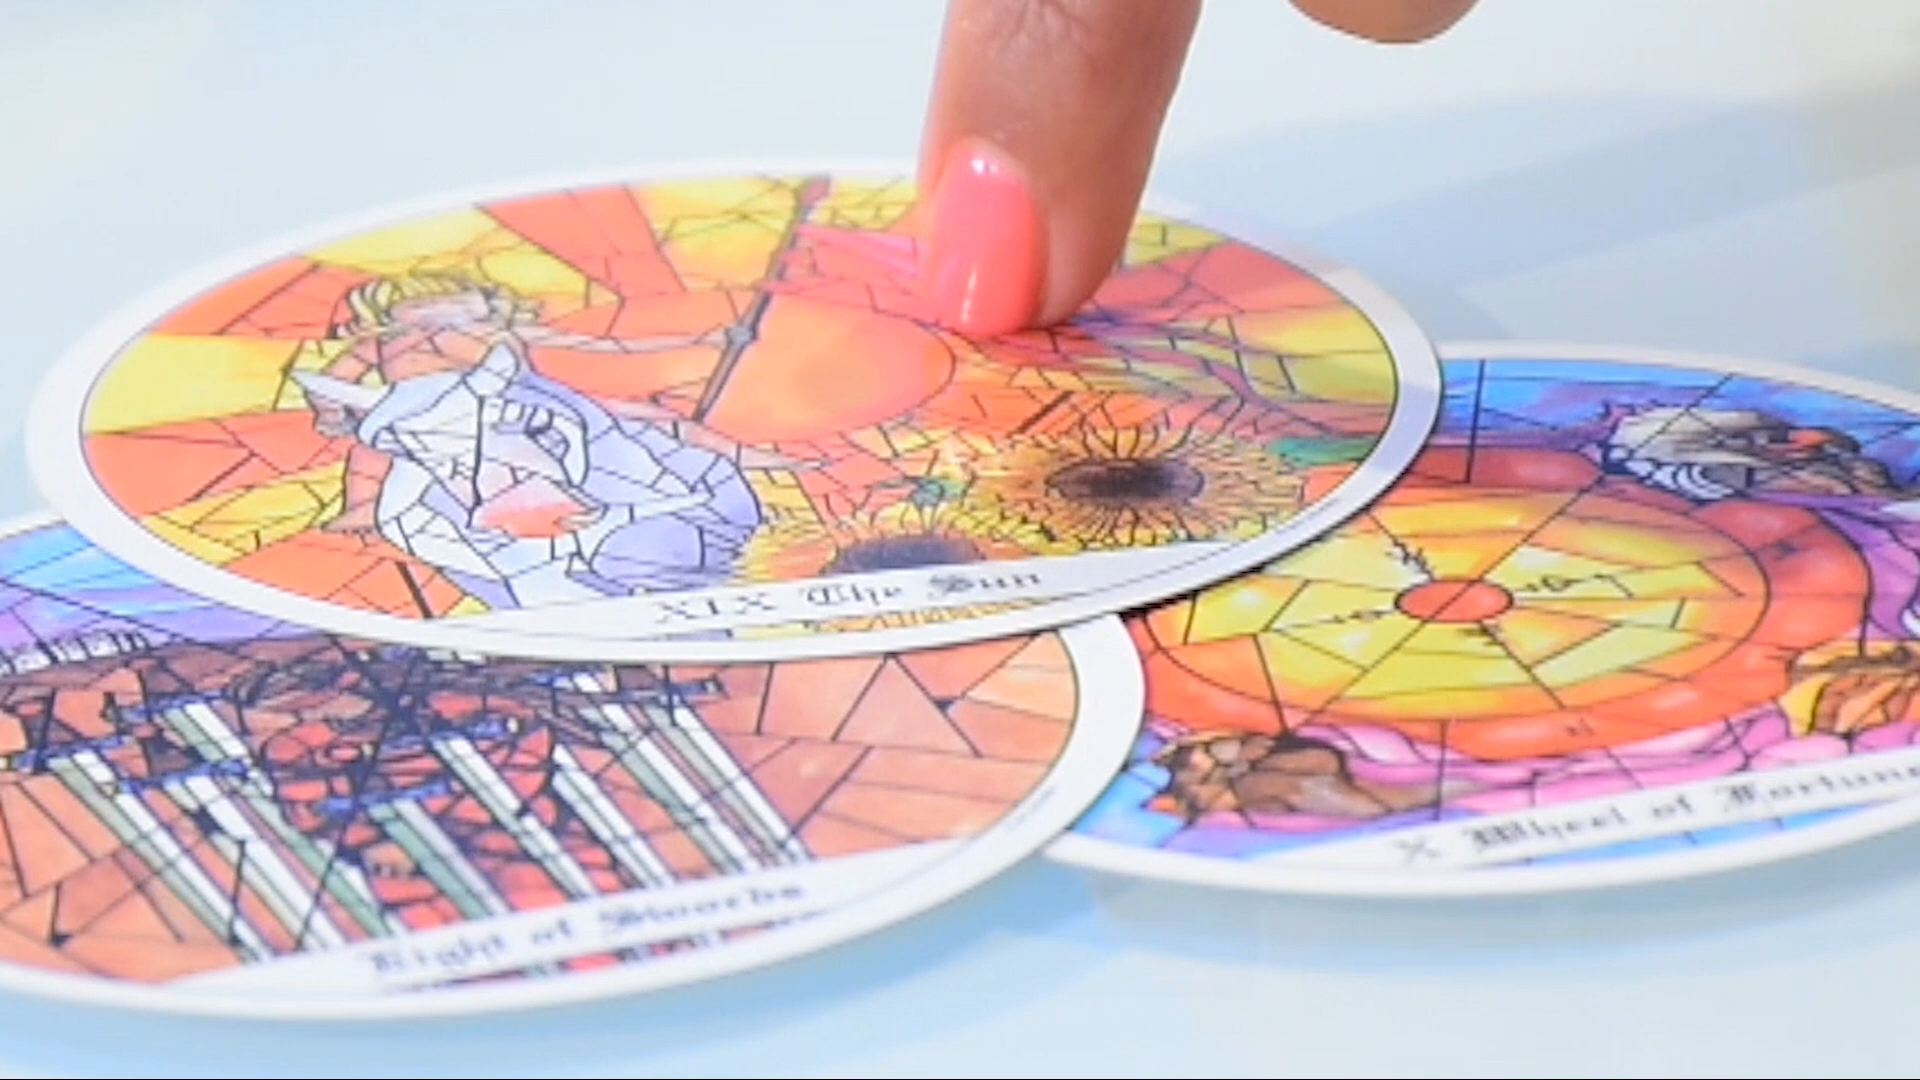 XIX The Sun
Eight of Swords
X Wheel of Fortune